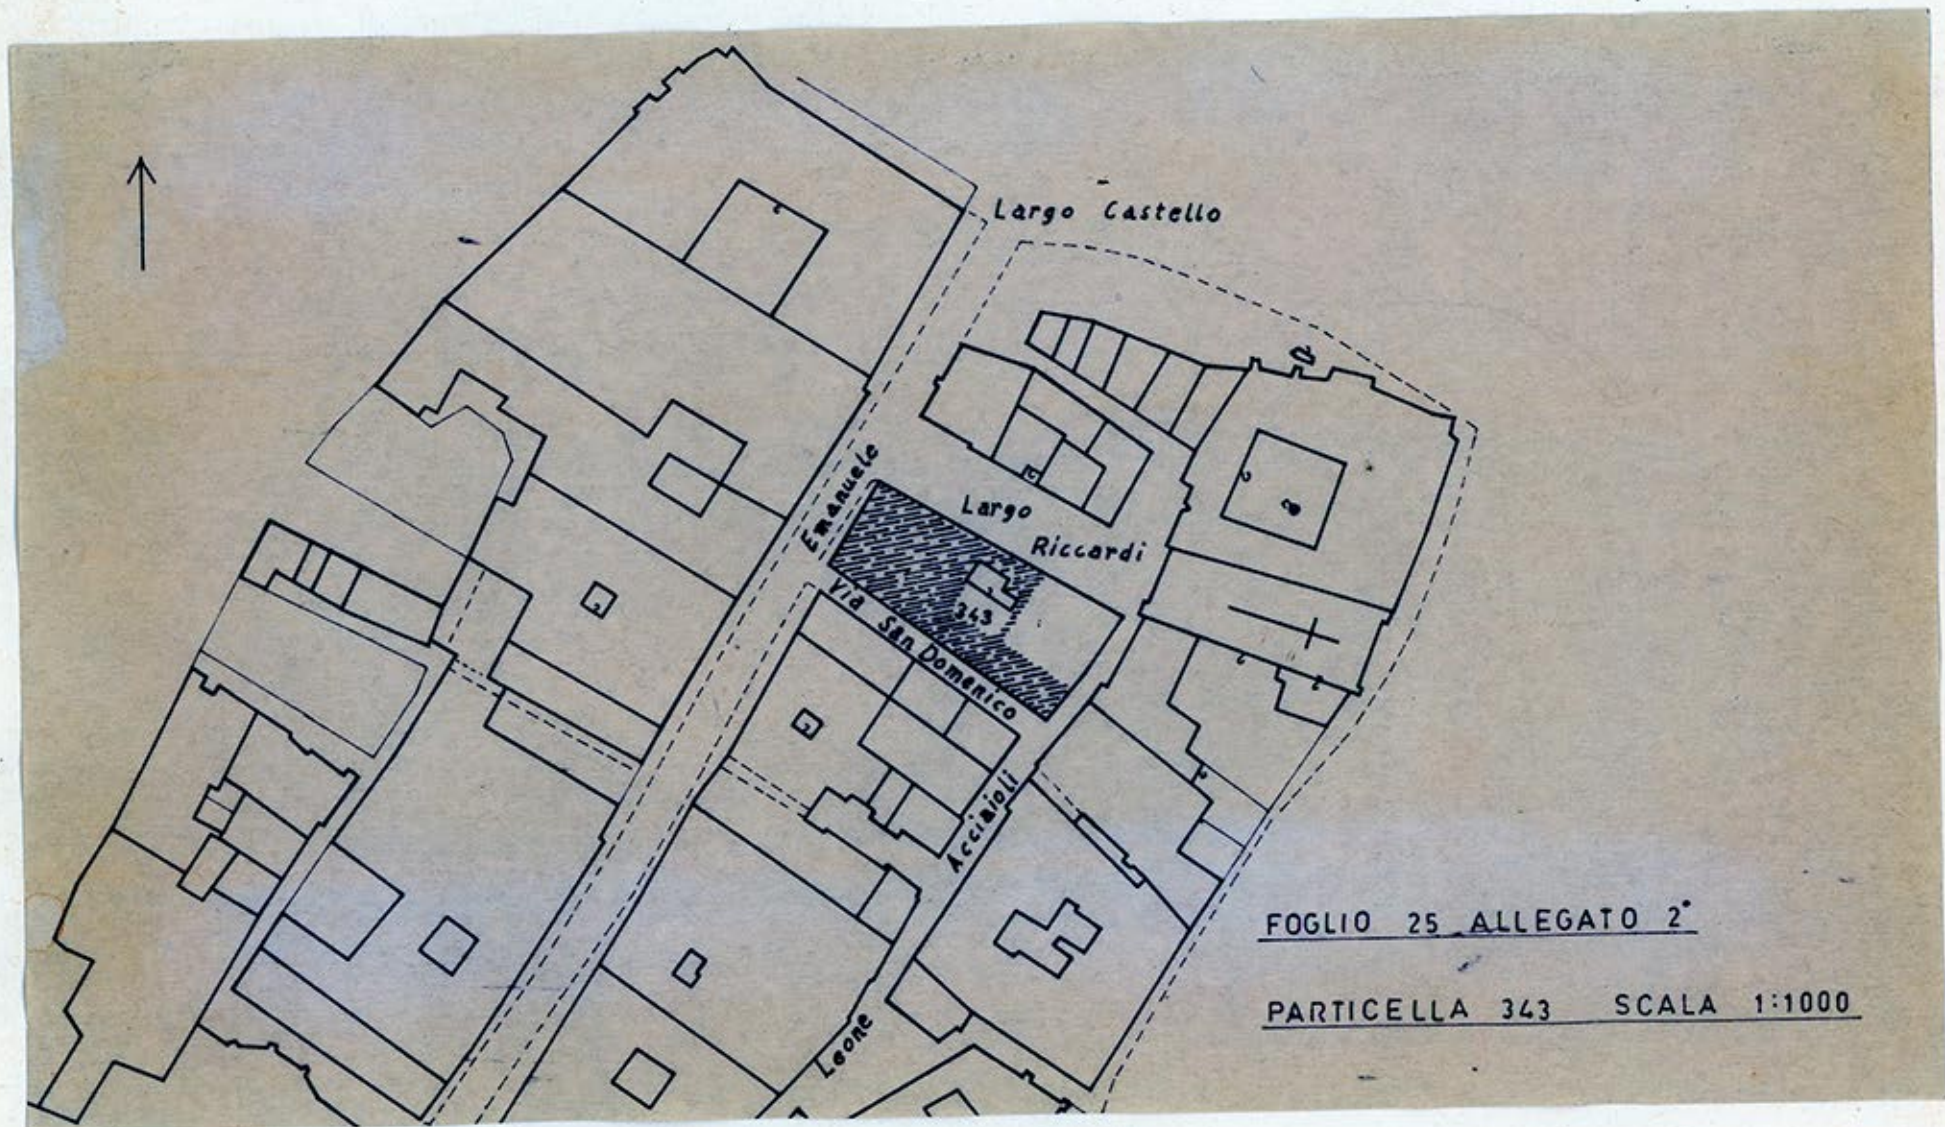 Largo Castello
Emanuele
Largo
Riccardi
343
Via San Domenico
Acciaioli
Leone
FOGLIO 25 ALLEGATO 2°
PARTICELLA 343 SCALA 1:1000